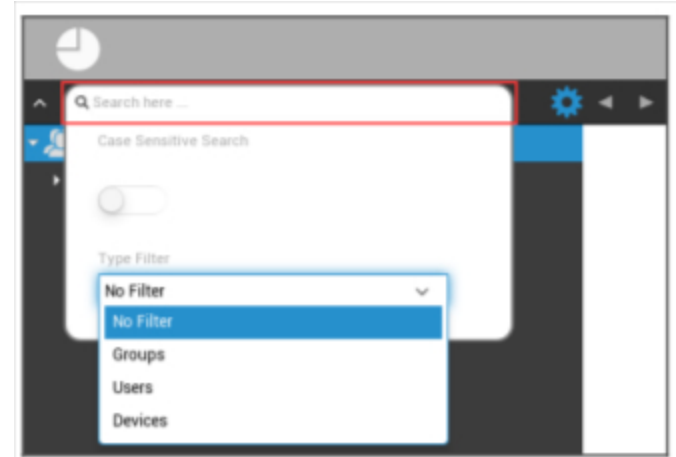 Search here ...
Case Sensitive Search
Type Filter
No Filter
No Filter
Groups
Users
Devices